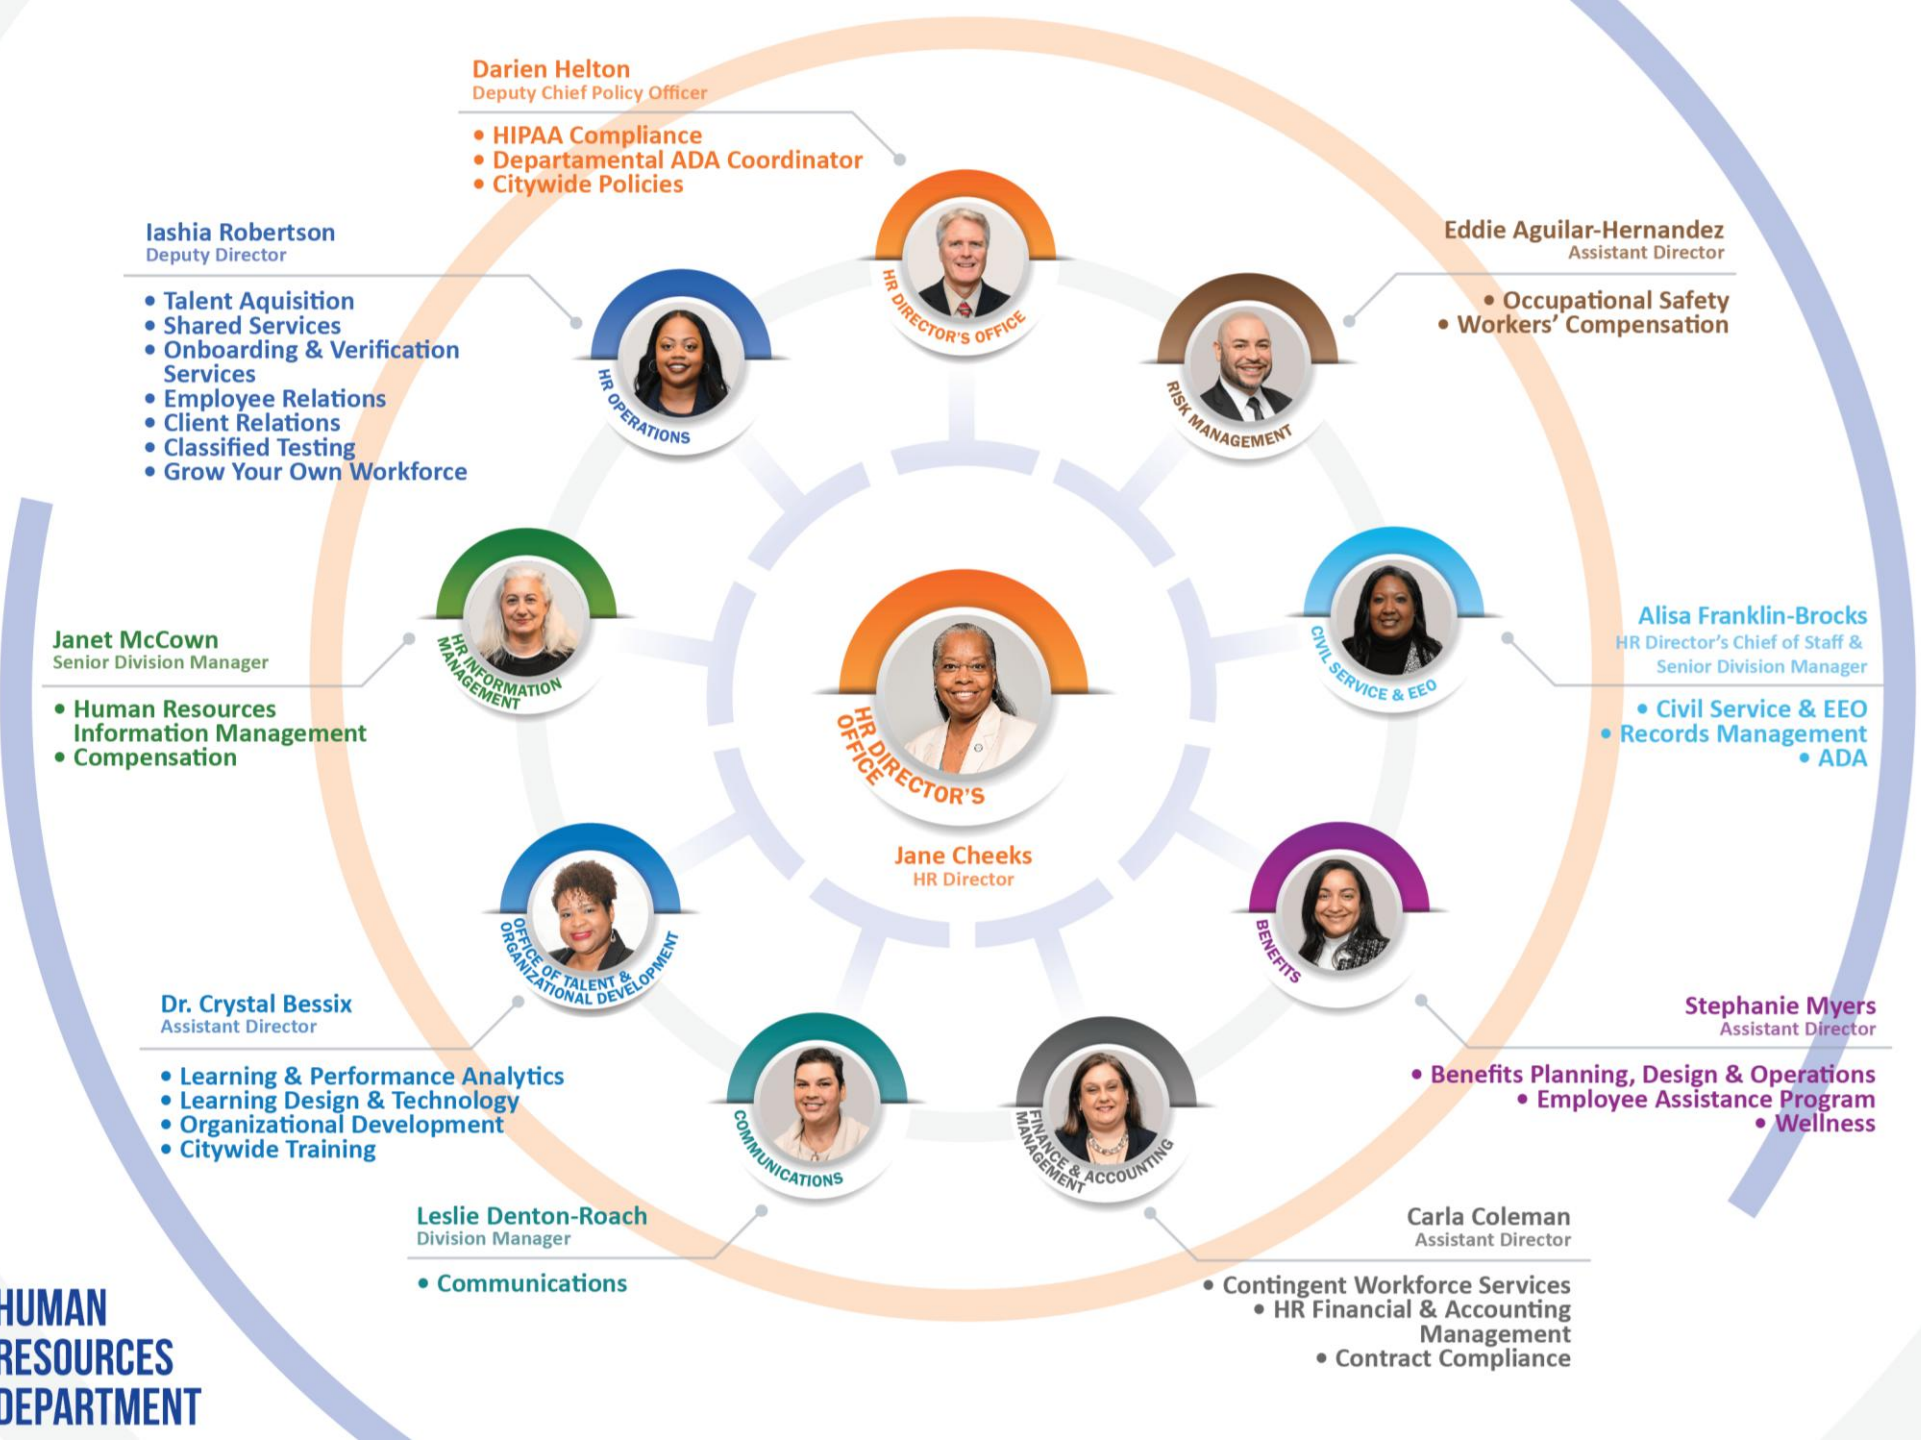 Darien Helton
Deputy Chief Policy Officer
• HIPAA Compliance
• Departamental ADA Coordinator
• Citywide Policies
HR DIRECTOR'S OFFICE
Iashia Robertson
Deputy Director
• Talent Aquisition
• Shared Services
• Onboarding & Verification
Services
• Employee Relations
• Client Relations
• Classified Testing
• Grow Your Own Workforce
HR OPERATIONS
Eddie Aguilar-Hernandez
Assistant Director
• Occupational Safety
• Workers' Compensation
RISK MANAGEMENT
Janet McCown
Senior Division Manager
• Human Resources
Information Management
• Compensation
HR INFORMATION
MANAGEMENT
HR DIRECTOR'S
OFFICE
Jane Cheeks
HR Director
CIVIL SERVICE & EEO
Alisa Franklin-Brocks
HR Director's Chief of Staff &
Senior Division Manager
• Civil Service & EEO
• Records Management
• ADA
OFFICE OF TALENT &
ORGANIZATIONAL DEVELOPMENT
Dr. Crystal Bessix
Assistant Director
• Learning & Performance Analytics
• Learning Design & Technology
• Organizational Development
• Citywide Training
BENEFITS
Stephanie Myers
Assistant Director
• Benefits Planning, Design & Operations
• Employee Assistance Program
• Wellness
COMMUNICATIONS
Leslie Denton-Roach
Division Manager
• Communications
FINANCE & ACCOUNTING
MANAGEMENT
Carla Coleman
Assistant Director
• Contingent Workforce Services
• HR Financial & Accounting
Management
• Contract Compliance
HUMAN
RESOURCES
DEPARTMENT